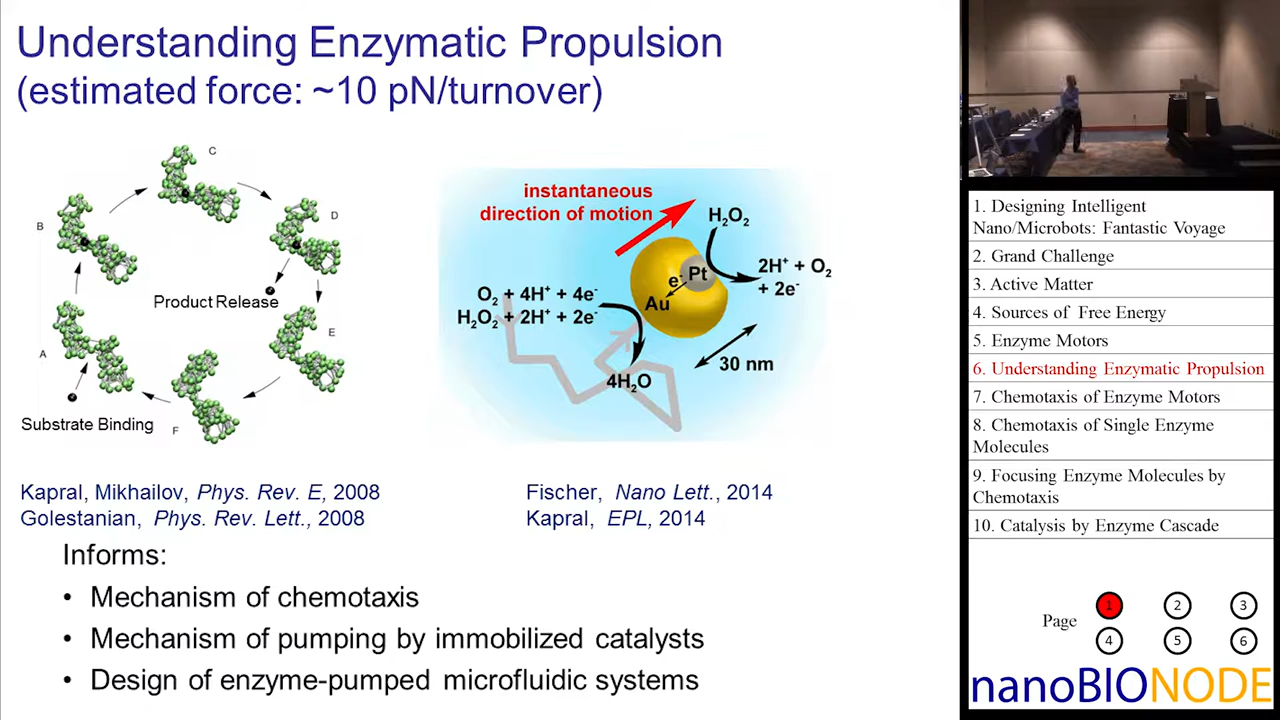 Understanding Enzymatic Propulsion
(estimated force: ~10 pN/turnover)
C
B
D
Product Release
E
A
Substrate Binding
F
instantaneous
direction of motion
H₂O₂
2H⁺ + O₂
+ 2e⁻
Pt
e⁻
Au
O₂ + 4H⁺ + 4e⁻
H₂O₂ + 2H⁺ + 2e⁻
4H₂O
30 nm
Kapral, Mikhailov, Phys. Rev. E, 2008
Golestanian, Phys. Rev. Lett., 2008
Fischer, Nano Lett., 2014
Kapral, EPL, 2014
Informs:
• Mechanism of chemotaxis
• Mechanism of pumping by immobilized catalysts
• Design of enzyme-pumped microfluidic systems
1. Designing Intelligent
Nano/Microbots: Fantastic Voyage
2. Grand Challenge
3. Active Matter
4. Sources of Free Energy
5. Enzyme Motors
6. Understanding Enzymatic Propulsion
7. Chemotaxis of Enzyme Motors
8. Chemotaxis of Single Enzyme
Molecules
9. Focusing Enzyme Molecules by
Chemotaxis
10. Catalysis by Enzyme Cascade
Page
1 2 3
4 5 6
nanoBIONODE